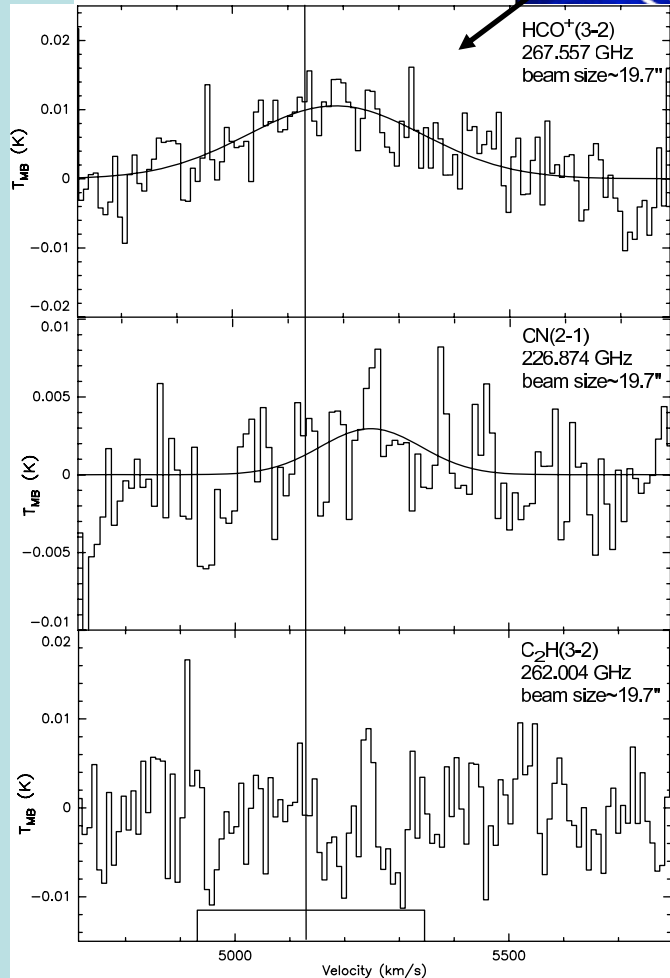 HCO⁺(3-2)
267.557 GHz
beam size~19.7"
T_MB (K)
0.02
0.01
0
-0.01
-0.02
CN(2-1)
226.874 GHz
beam size~19.7"
T_MB (K)
0.01
0.005
0
-0.005
-0.01
C₂H(3-2)
262.004 GHz
beam size~19.7"
T_MB (K)
0.02
0.01
0
-0.01
5000
5500
Velocity (km/s)